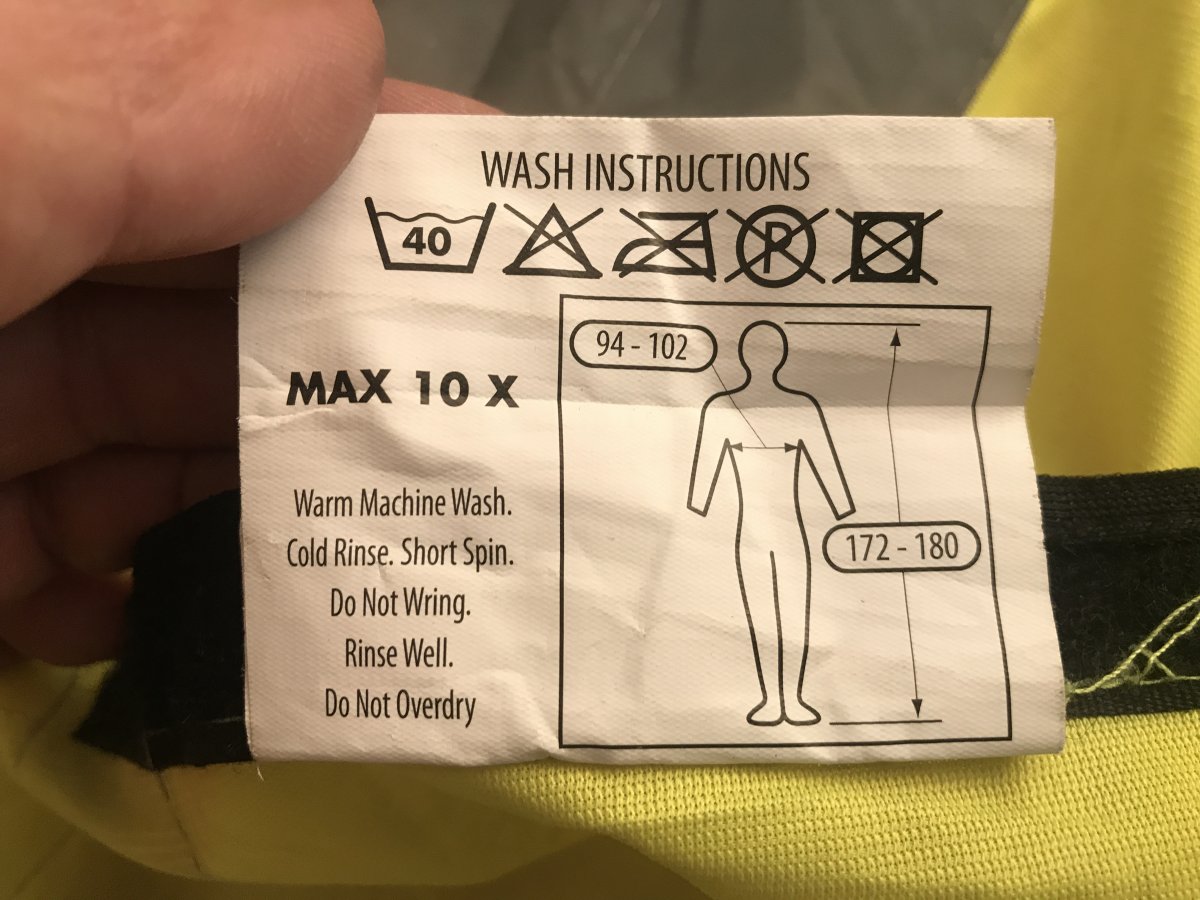 WASH INSTRUCTIONS
40
P
94 - 102
MAX 10 X
Warm Machine Wash.
Cold Rinse. Short Spin.
Do Not Wring.
Rinse Well.
Do Not Overdry
172 - 180